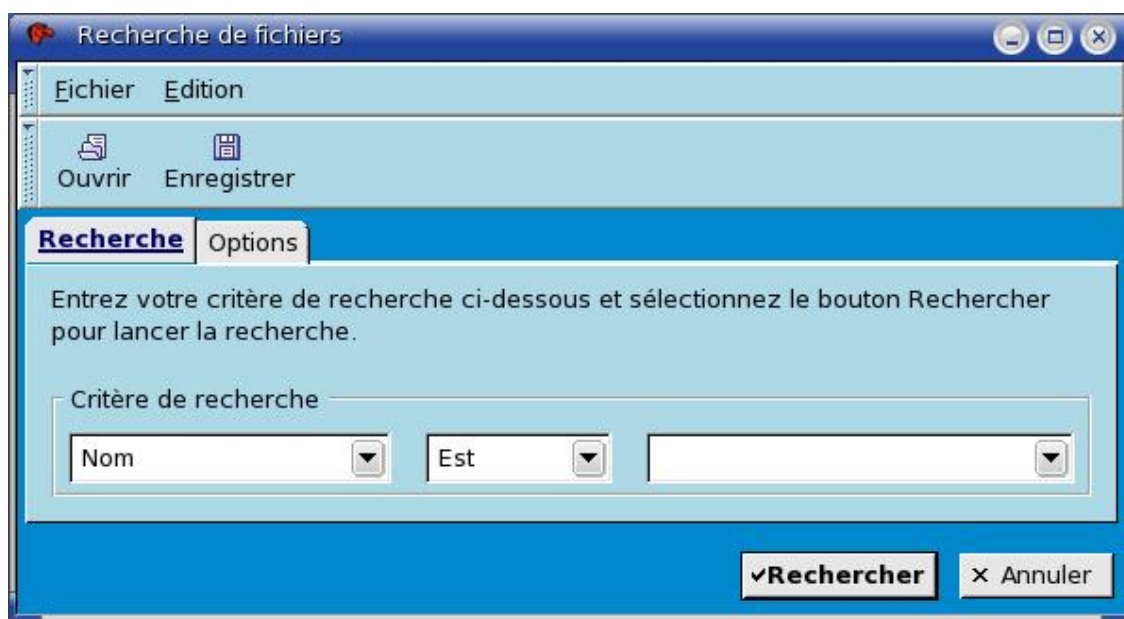 Recherche de fichiers
Fichier Edition
Ouvrir Enregistrer
Recherche Options
Entrez votre critère de recherche ci-dessous et sélectionnez le bouton Rechercher
pour lancer la recherche.
Critère de recherche
Nom Est
Rechercher Annuler